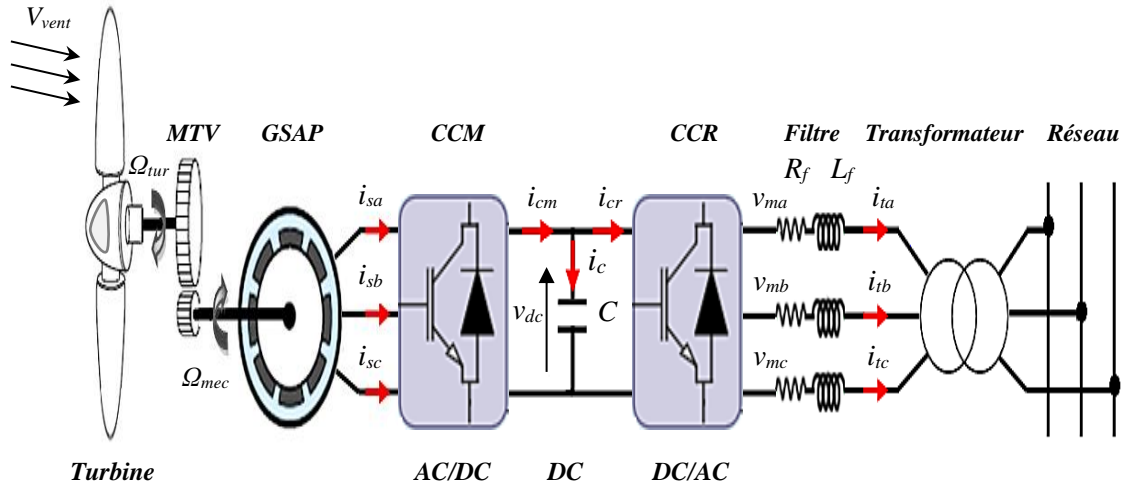 V_vent
MTV GSAP CCM CCR Filtre Transformateur Réseau
Ω_tur
R_f L_f
i_sa i_cm i_cr v_ma i_ta
i_c
i_sb v_mb i_tb
v_dc C
i_sc v_mc i_tc
Ω_mec
Turbine AC/DC DC DC/AC